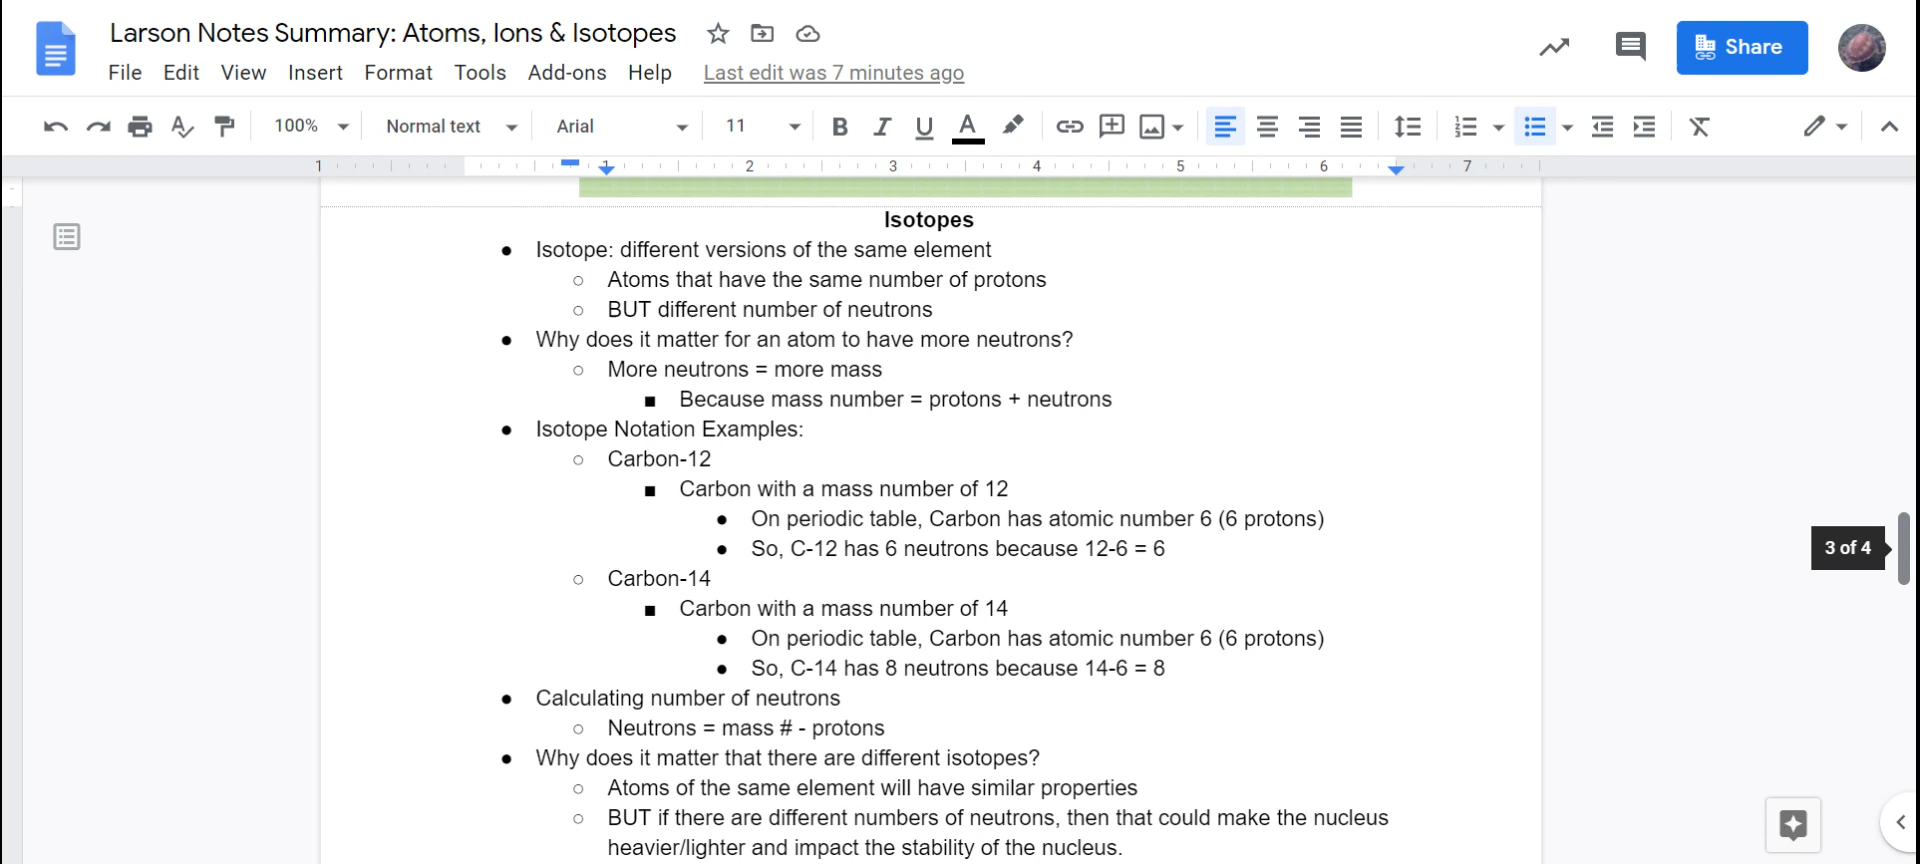 Larson Notes Summary: Atoms, Ions & Isotopes
File Edit View Insert Format Tools Add-ons Help Last edit was 7 minutes ago
Share
100% Normal text Arial 11
1 1 2 3 4 5 6 7
Isotopes
● Isotope: different versions of the same element
○ Atoms that have the same number of protons
○ BUT different number of neutrons
● Why does it matter for an atom to have more neutrons?
○ More neutrons = more mass
■ Because mass number = protons + neutrons
● Isotope Notation Examples:
○ Carbon-12
■ Carbon with a mass number of 12
● On periodic table, Carbon has atomic number 6 (6 protons)
● So, C-12 has 6 neutrons because 12-6 = 6
○ Carbon-14
■ Carbon with a mass number of 14
● On periodic table, Carbon has atomic number 6 (6 protons)
● So, C-14 has 8 neutrons because 14-6 = 8
● Calculating number of neutrons
○ Neutrons = mass # - protons
● Why does it matter that there are different isotopes?
○ Atoms of the same element will have similar properties
○ BUT if there are different numbers of neutrons, then that could make the nucleus
heavier/lighter and impact the stability of the nucleus.
3 of 4